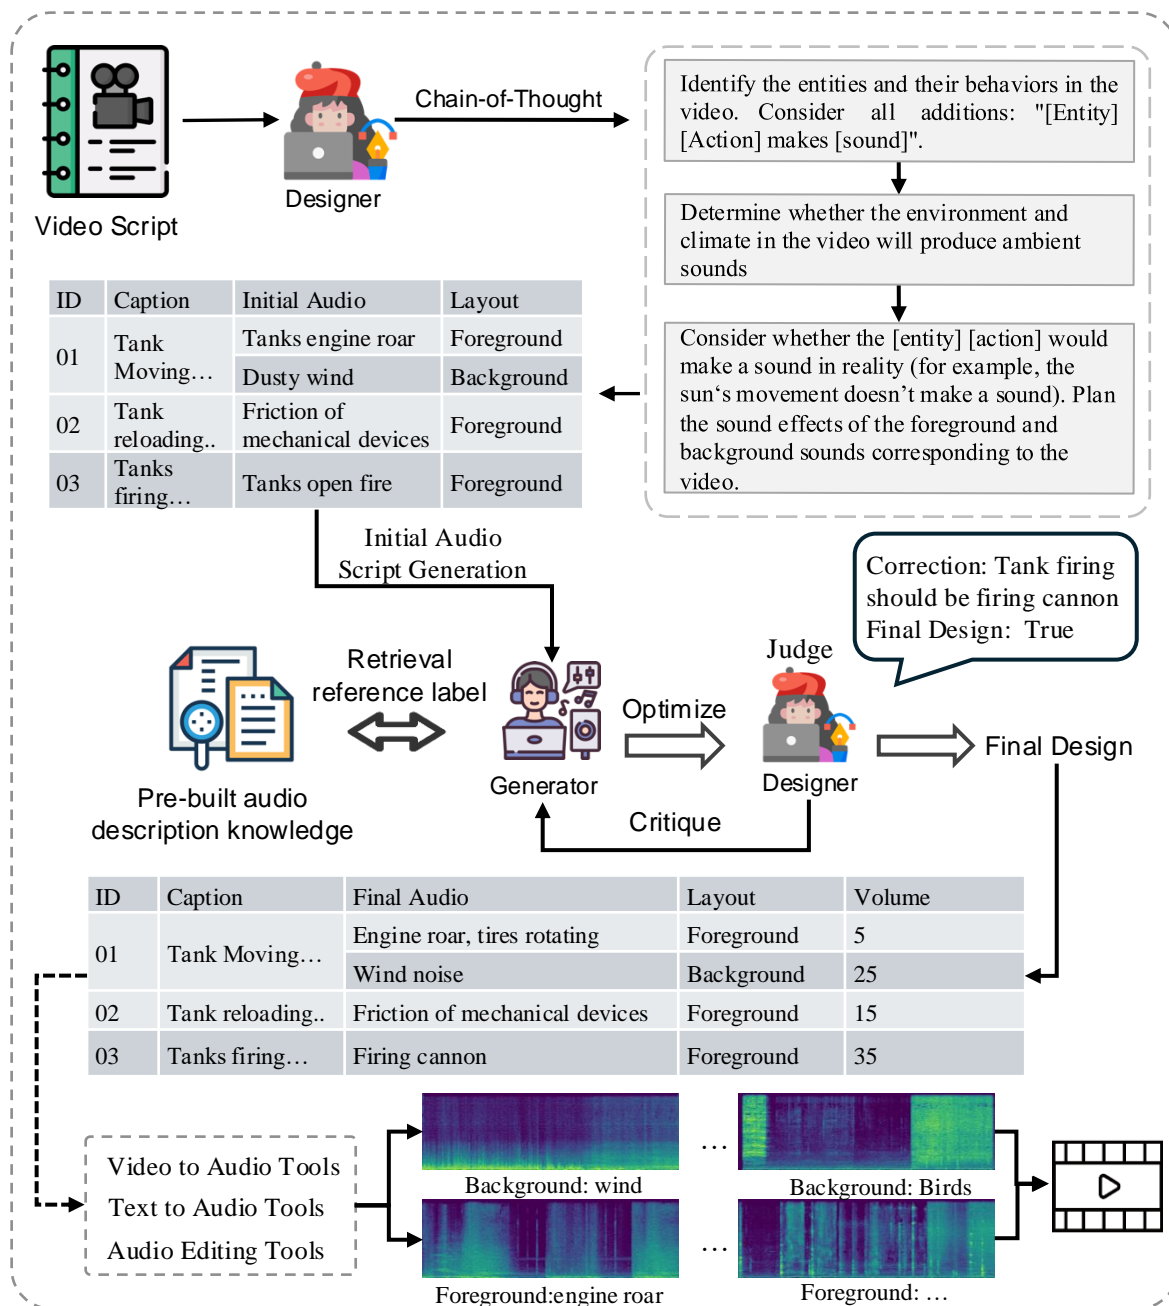 Video Script
Designer
Chain-of-Thought
Identify the entities and their behaviors in the
video. Consider all additions: "[Entity]
[Action] makes [sound]".
Determine whether the environment and
climate in the video will produce ambient
sounds
Consider whether the [entity] [action] would
make a sound in reality (for example, the
sun‘s movement doesn’t make a sound). Plan
the sound effects of the foreground and
background sounds corresponding to the
video.
ID Caption Initial Audio Layout
01 Tank Moving… Tanks engine roar Foreground
Dusty wind Background
02 Tank reloading.. Friction of mechanical devices Foreground
03 Tanks firing… Tanks open fire Foreground
Initial Audio
Script Generation
Correction: Tank firing
should be firing cannon
Final Design: True
Pre-built audio
description knowledge
Retrieval
reference label
Generator
Optimize
Judge
Designer
Critique
Final Design
ID Caption Final Audio Layout Volume
01 Tank Moving… Engine roar, tires rotating Foreground 5
Wind noise Background 25
02 Tank reloading.. Friction of mechanical devices Foreground 15
03 Tanks firing… Firing cannon Foreground 35
Video to Audio Tools
Text to Audio Tools
Audio Editing Tools
…
Background: wind
Background: Birds
…
Foreground:engine roar
Foreground: …